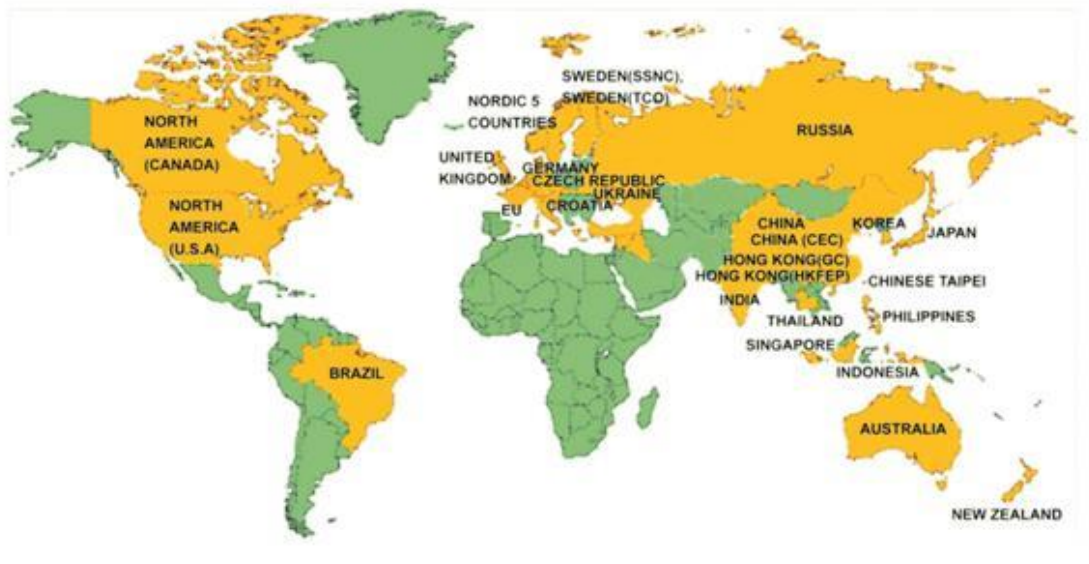 SWEDEN(SSNC),
SWEDEN(TCO)
NORDIC 5
COUNTRIES
NORTH
AMERICA
(CANADA)
RUSSIA
UNITED
KINGDOM
GERMANY
CZECH REPUBLIC
UKRAINE
CROATIA
EU
NORTH
AMERICA
(U.S.A)
CHINA
CHINA (CEC)
KOREA
JAPAN
HONG KONG(GC)
HONG KONG(HKFEP)
CHINESE TAIPEI
INDIA
THAILAND
PHILIPPINES
SINGAPORE
INDONESIA
BRAZIL
AUSTRALIA
NEW ZEALAND